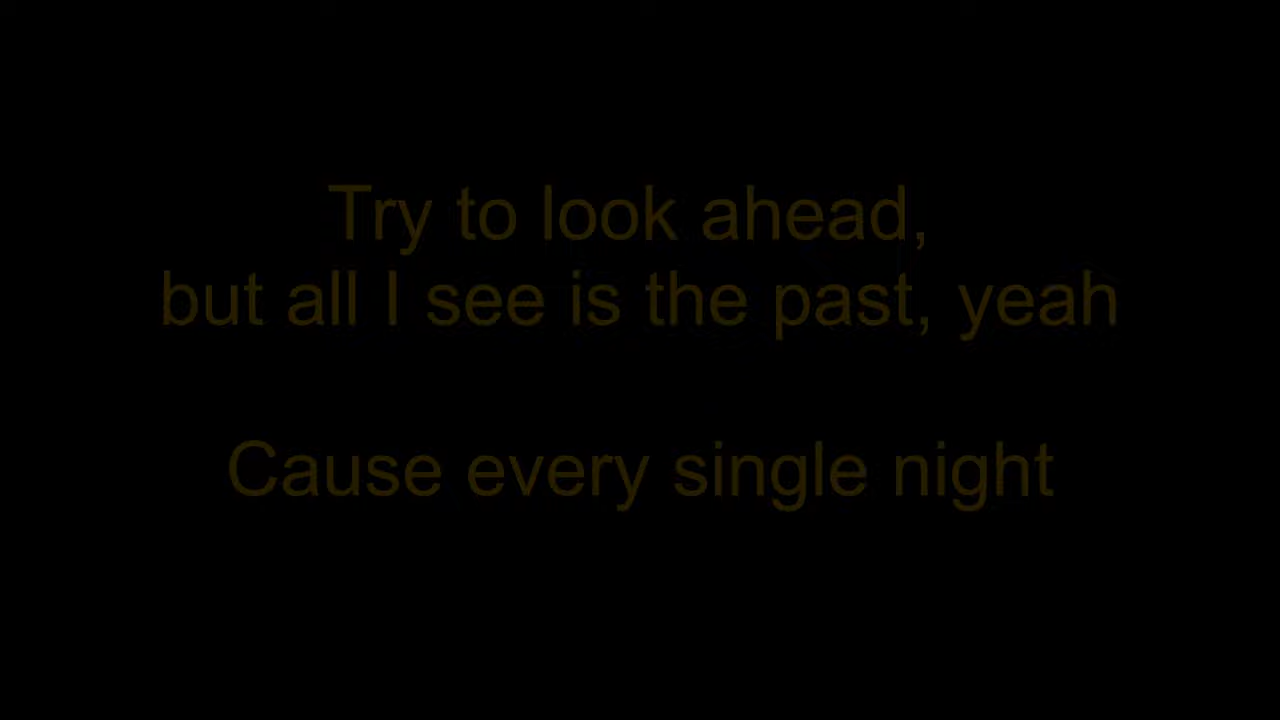 Try to look ahead,
but all I see is the past, yeah
Cause every single night